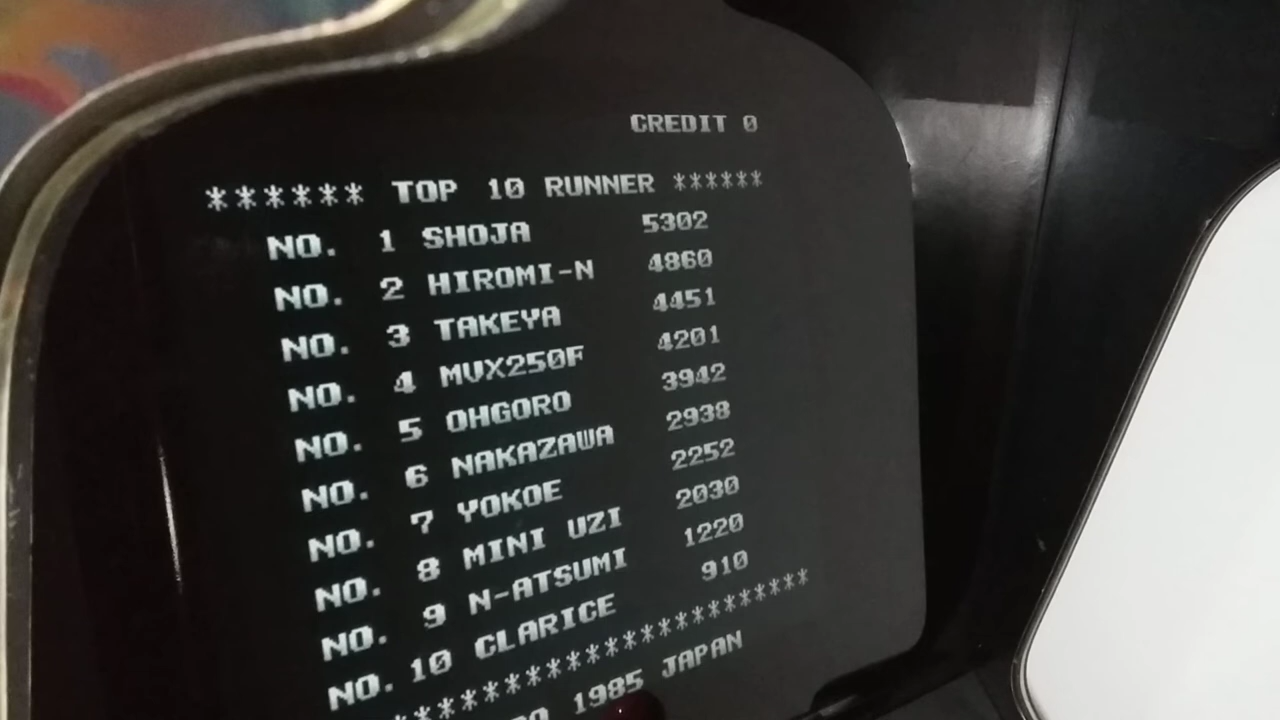 CREDIT 0
****** TOP 10 RUNNER ******
NO. 1 SHOJA 5302
NO. 2 HIROMI-N 4860
NO. 3 TAKEYA 4451
NO. 4 MVX250F 4201
NO. 5 OHGORO 3942
NO. 6 NAKAZAWA 2938
NO. 7 YOKOE 2252
NO. 8 MINI UZI 2030
NO. 9 N-ATSUMI 1220
NO. 10 CLARICE 910
1985 JAPAN